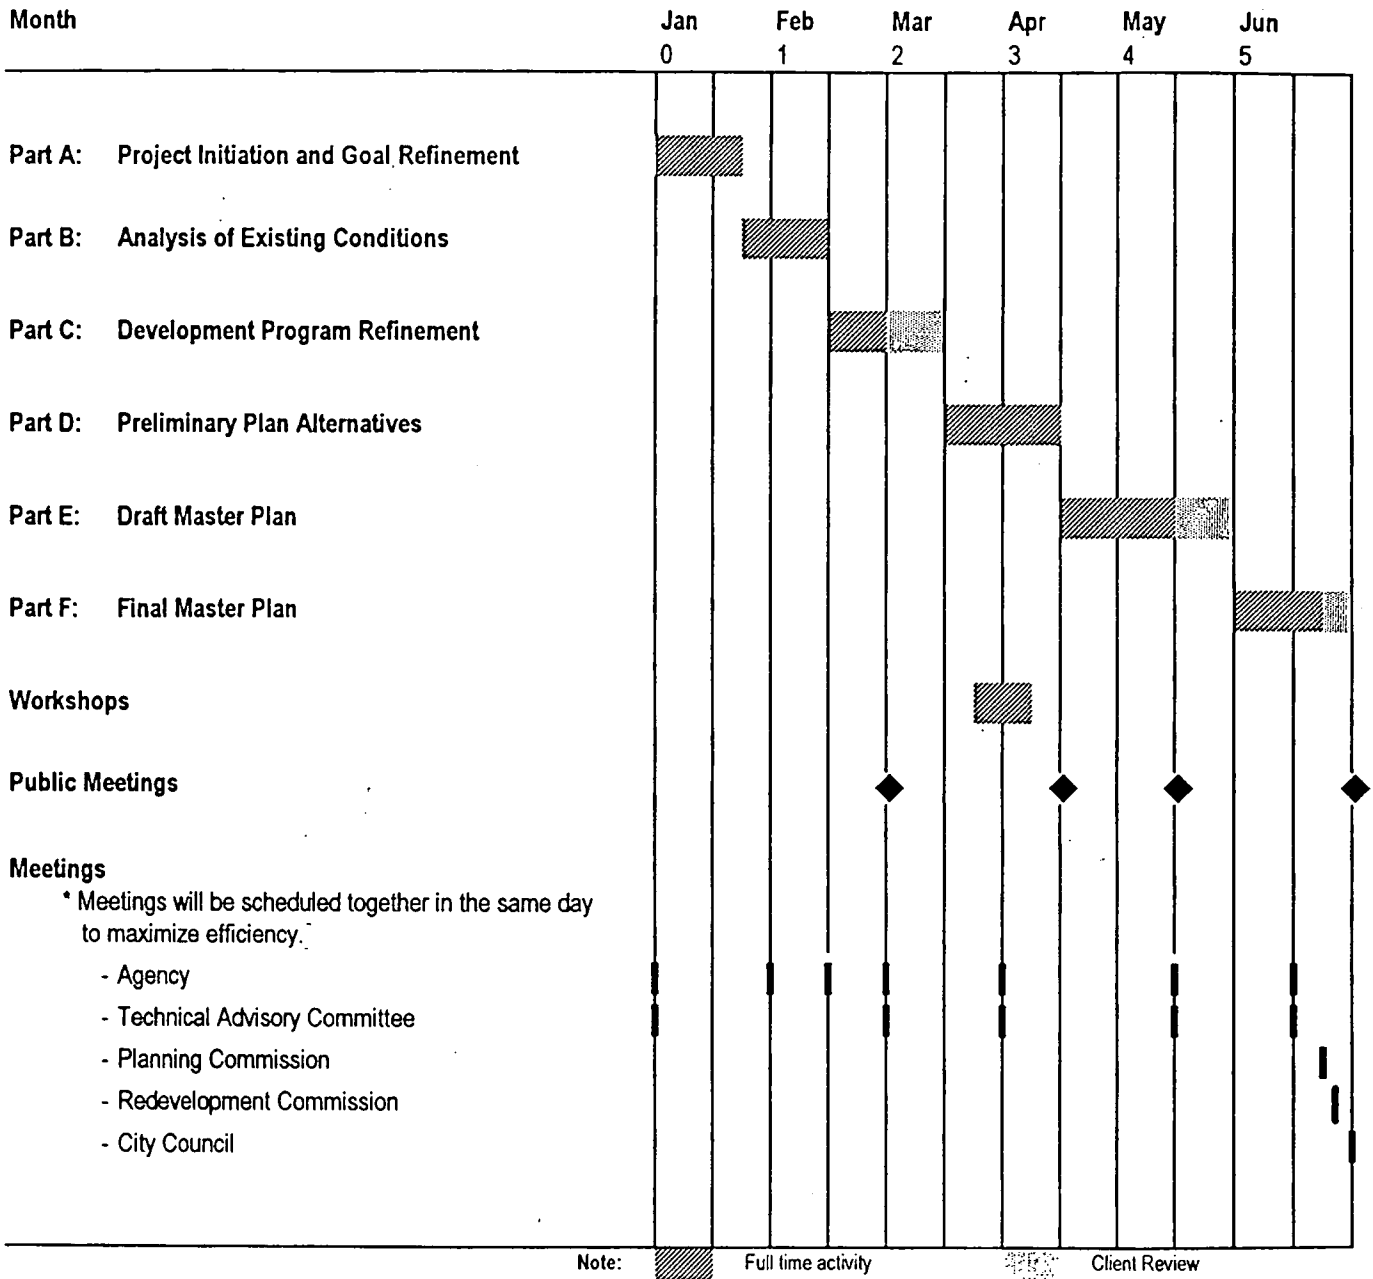 Month Jan Feb Mar Apr May Jun
0 1 2 3 4 5
Part A: Project Initiation and Goal Refinement
Part B: Analysis of Existing Conditions
Part C: Development Program Refinement
Part D: Preliminary Plan Alternatives
Part E: Draft Master Plan
Part F: Final Master Plan
Workshops
Public Meetings
Meetings
* Meetings will be scheduled together in the same day
to maximize efficiency.
- Agency
- Technical Advisory Committee
- Planning Commission
- Redevelopment Commission
- City Council
Note: Full time activity Client Review